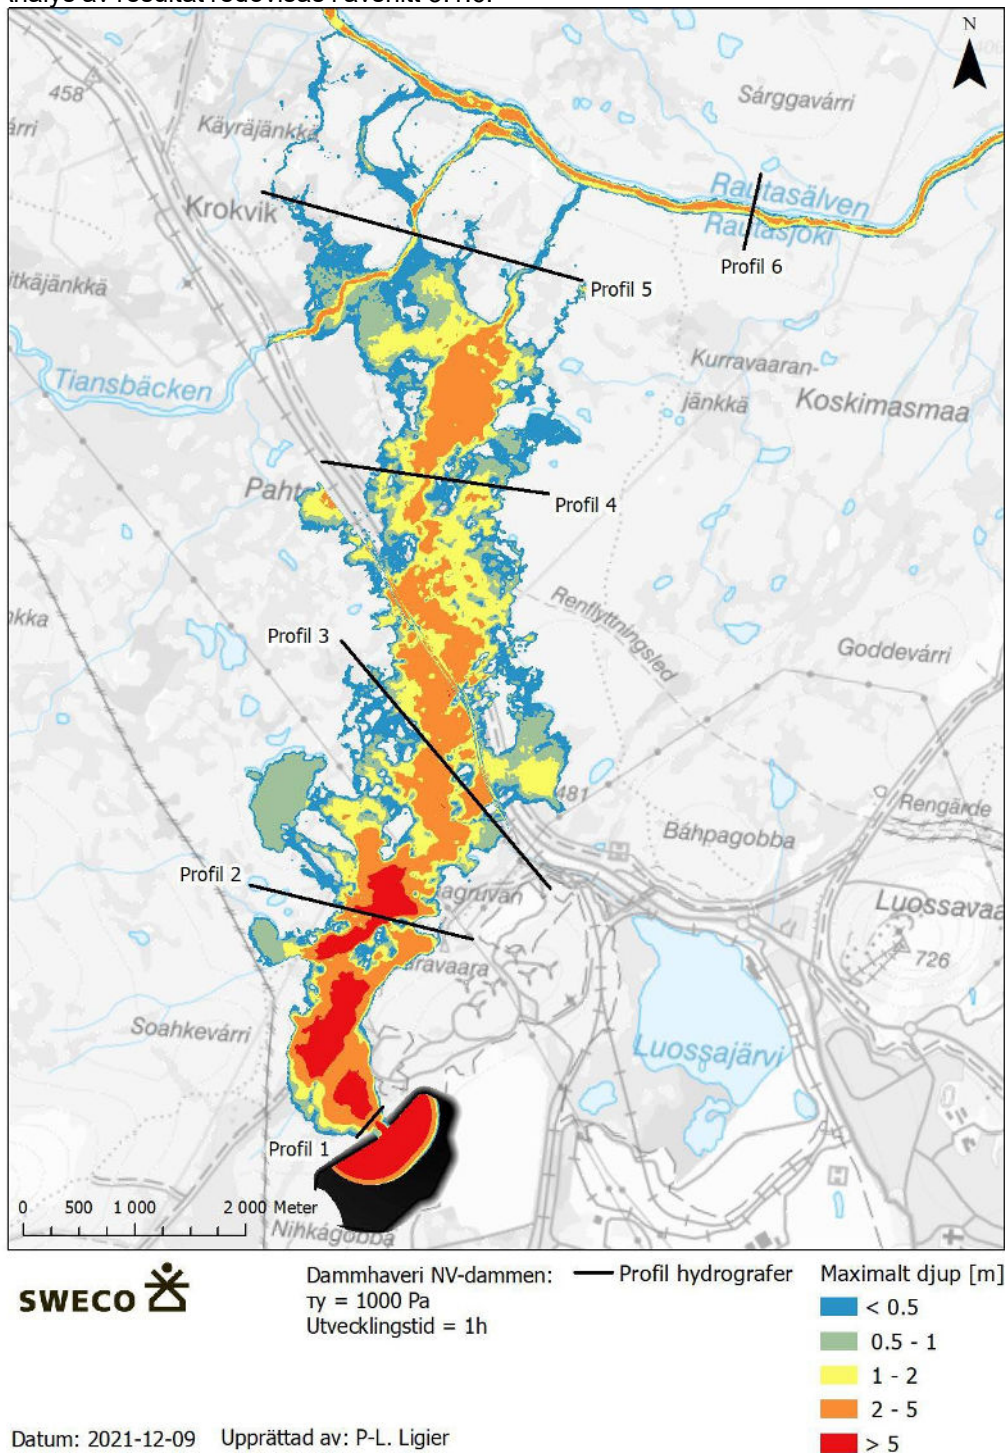 N
Sárggavárri
458
Käyräjänkkä
Krokvik
Rautasälven
Rautasjoki
Profil 6
Profil 5
Tiansbäcken
Kurravaaran-
jänkkä
Koskimasmaa
Profil 4
Renflyttningsled
Profil 3
Goddevárri
481
Rengärde
Báhpagobba
Profil 2
726
Soahkevárri
Luossajärvi
Profil 1
0 500 1 000 2 000 Meter
Nihkágobba
SWECO
Dammhaveri NV-dammen:
τy = 1000 Pa
Utvecklingstid = 1h
Profil hydrografer
Maximalt djup [m]
< 0.5
0.5 - 1
1 - 2
2 - 5
> 5
Datum: 2021-12-09 Upprättad av: P-L. Ligier